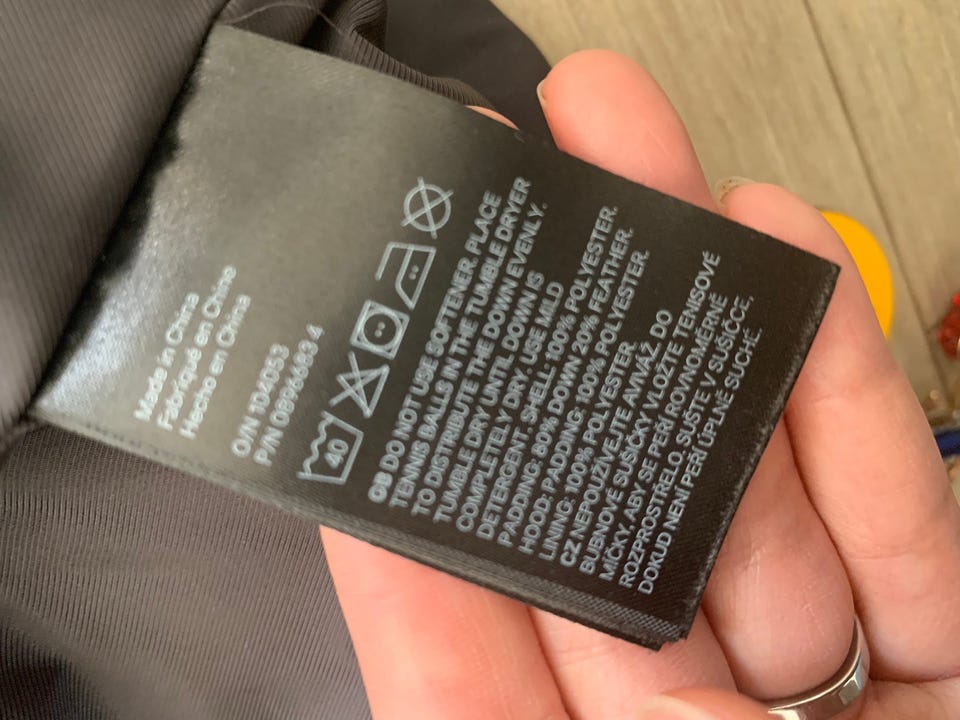 Made in China
Fabriqué en Chine
Hecho en China
O/N 1DK053
P/N 0896683 4
40
GB DO NOT USE SOFTENER. PLACE
TENNIS BALLS IN THE TUMBLE DRYER
TO DISTRIBUTE THE DOWN EVENLY.
TUMBLE DRY UNTIL DOWN IS
COMPLETELY DRY. USE MILD
DETERGENT. SHELL: 100% POLYESTER.
PADDING: 80% DOWN 20% FEATHER.
HOOD: PADDING: 100% POLYESTER.
LINING: 100% POLYESTER.
CZ NEPOUŽÍVEJTE AVIVÁŽ. DO
BUBNOVÉ SUŠIČKY VLOŽTE TENISOVÉ
MÍČKY, ABY SE PEŘÍ ROVNOMĚRNĚ
ROZPROSTŘELO. SUŠTE V SUŠIČCE,
DOKUD NENÍ PEŘÍ ÚPLNĚ SUCHÉ.